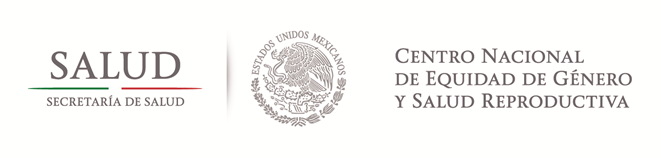 SALUD
SECRETARÍA DE SALUD
ESTADOS UNIDOS MEXICANOS
CENTRO NACIONAL
DE EQUIDAD DE GÉNERO
Y SALUD REPRODUCTIVA